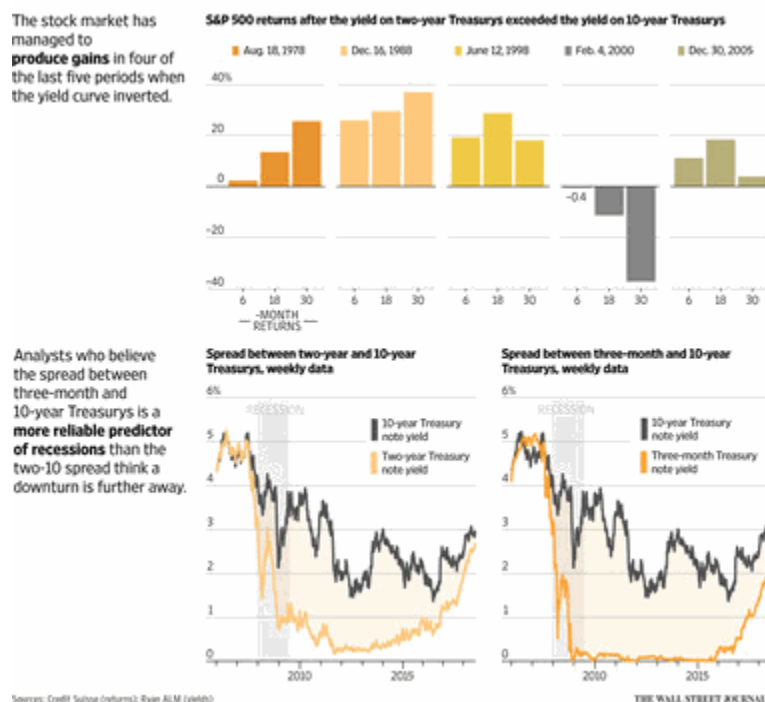 The stock market has
managed to
produce gains in four of
the last five periods when
the yield curve inverted.
S&P 500 returns after the yield on two-year Treasurys exceeded the yield on 10-year Treasurys
Aug. 18, 1978
Dec. 16, 1988
June 12, 1998
Feb. 4, 2000
Dec. 30, 2005
40%
20
0
–0.4
–20
–40
6 18 30 6 18 30 6 18 30 6 18 30 6 18 30
-MONTH
RETURNS
Analysts who believe
the spread between
three-month and
10-year Treasurys is a
more reliable predictor
of recessions than the
two-10 spread think a
downturn is further away.
Spread between two-year and 10-year
Treasurys, weekly data
6%
RECESSION
10-year Treasury
note yield
Two-year Treasury
note yield
5
4
3
2
1
0
2010 2015
Spread between three-month and 10-year
Treasurys, weekly data
6%
RECESSION
10-year Treasury
note yield
Three-month Treasury
note yield
5
4
3
2
1
0
2010 2015
Sources: Credit Suisse (returns); Ryan ALM (yields)
THE WALL STREET JOURNAL